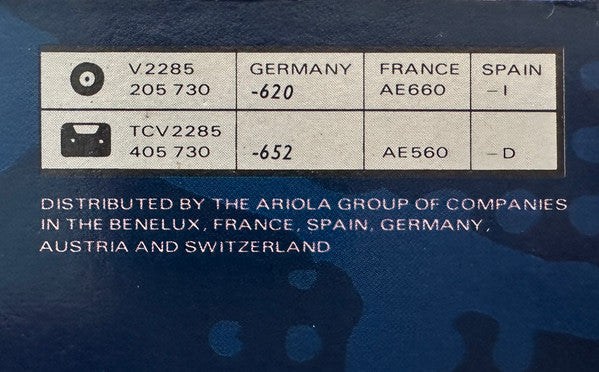 V.2285 GERMANY FRANCE SPAIN
205 730 -620 AE660 -I
TCV2285
405 730 -652 AE560 -D
DISTRIBUTED BY THE ARIOLA GROUP OF COMPANIES
IN THE BENELUX, FRANCE, SPAIN, GERMANY,
AUSTRIA AND SWITZERLAND